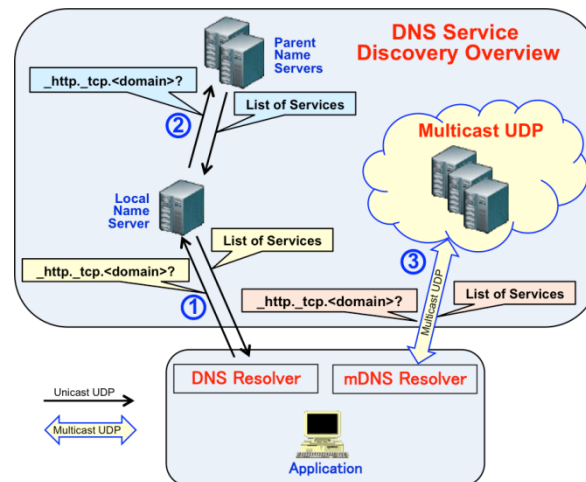 DNS Service
Discovery Overview
Parent
Name
Servers
_http._tcp.<domain>?
List of Services
2
Multicast UDP
Local
Name
Server
List of Services
_http._tcp.<domain>?
1
3
_http._tcp.<domain>?
List of Services
Multicast UDP
DNS Resolver
mDNS Resolver
Unicast UDP
Multicast UDP
Application